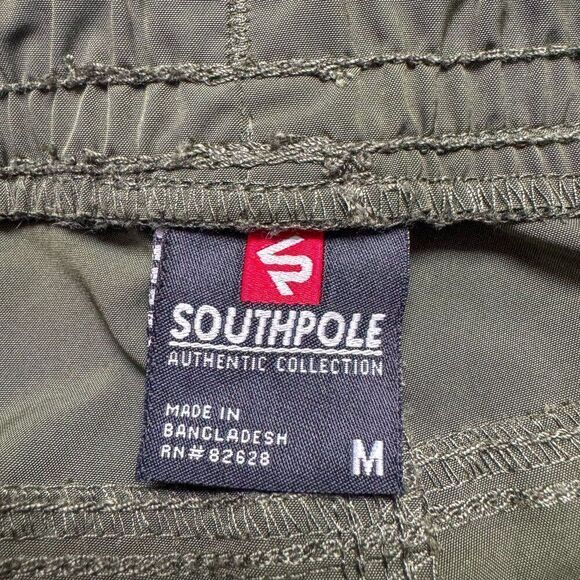 SOUTHPOLE
AUTHENTIC COLLECTION
MADE IN
BANGLADESH
RN#82628
M